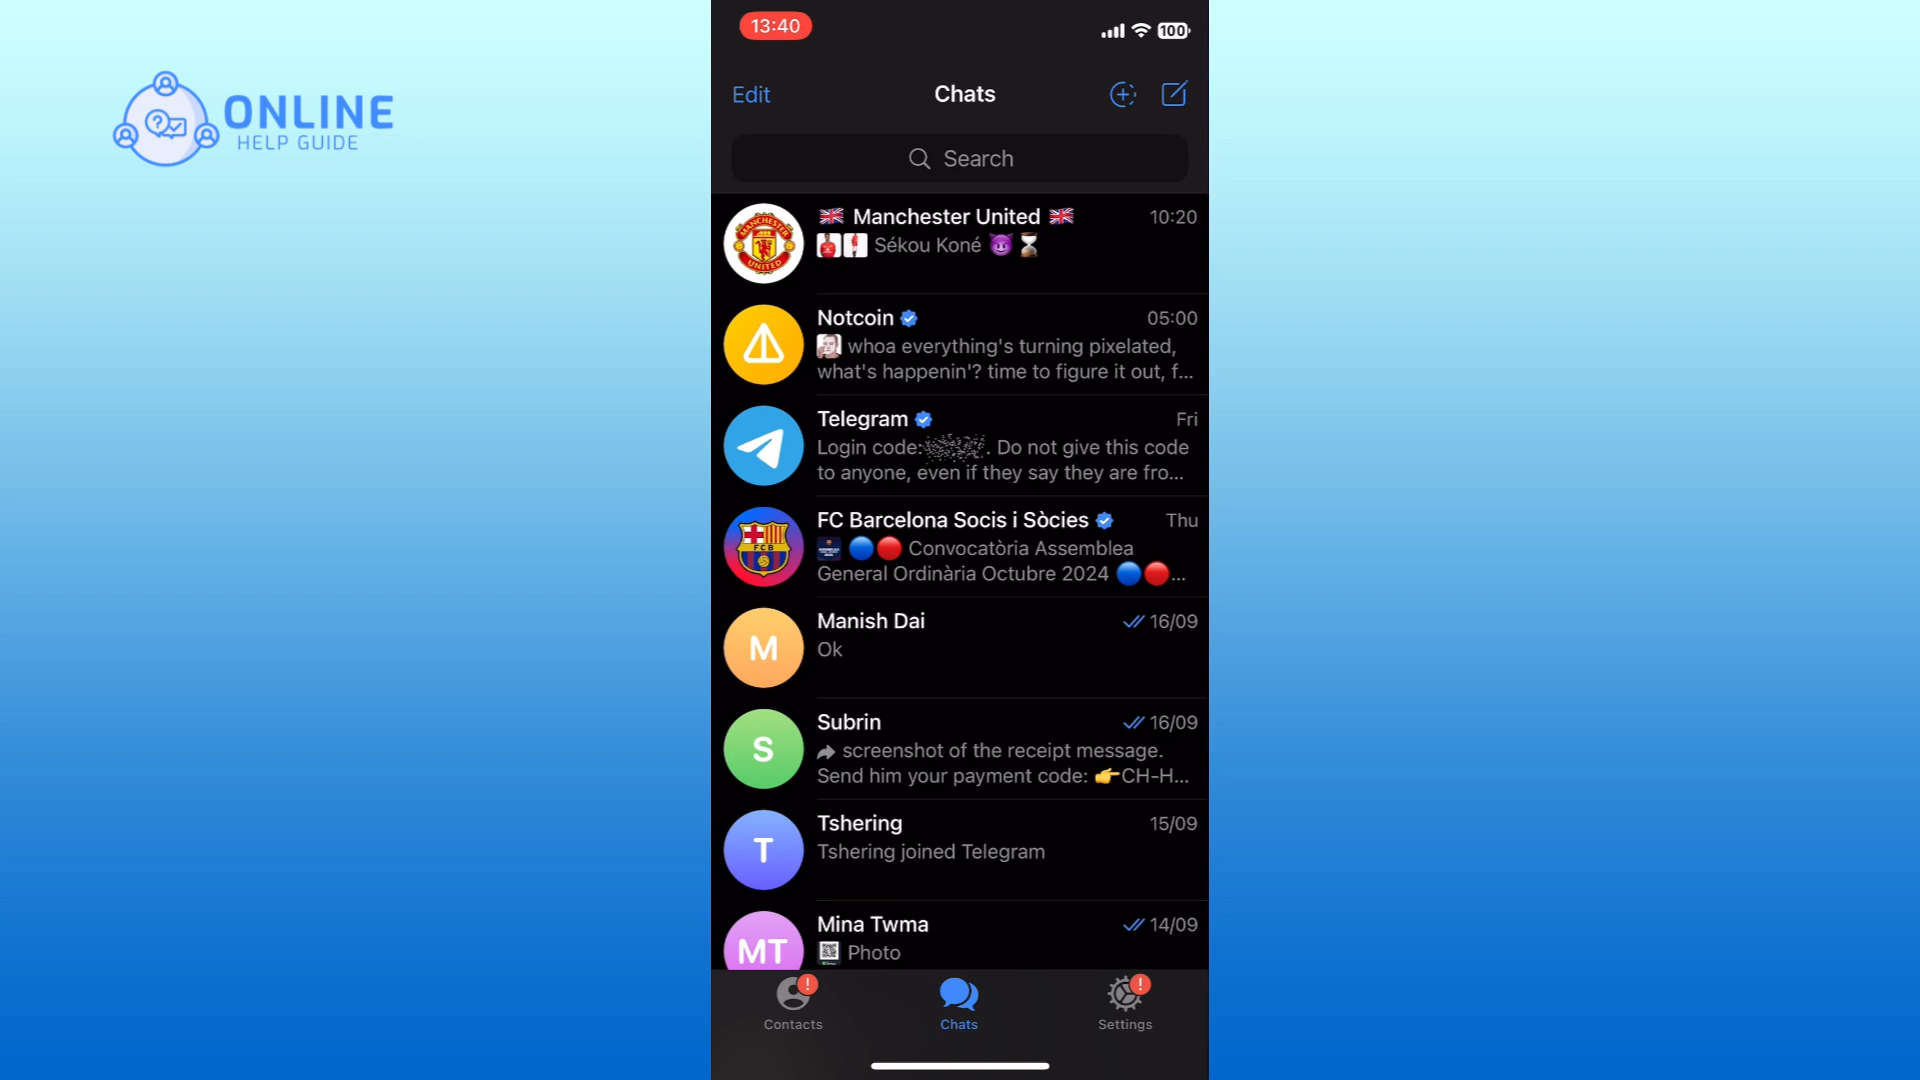 ONLINE
HELP GUIDE
13:40
100
Edit
Chats
Search
🇬🇧 Manchester United 🇬🇧
10:20
Sékou Koné 😈⏳
MANCHESTER
UNITED
Notcoin
05:00
whoa everything's turning pixelated,
what's happenin'? time to figure it out, f...
Telegram
Fri
Login code: . Do not give this code
to anyone, even if they say they are fro...
FC Barcelona Socis i Sòcies
Thu
FCB
🔵🔴 Convocatòria Assemblea
General Ordinària Octubre 2024 🔵🔴...
M
Manish Dai
16/09
Ok
S
Subrin
16/09
screenshot of the receipt message.
Send him your payment code: 👉CH-H...
T
Tshering
15/09
Tshering joined Telegram
MT
Mina Twma
14/09
Photo
Contacts
Chats
Settings